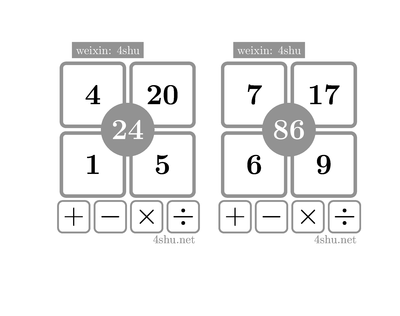 weixin: 4shu
4 20
24
1 5
+ − × ÷
4shu.net
weixin: 4shu
7 17
86
6 9
+ − × ÷
4shu.net